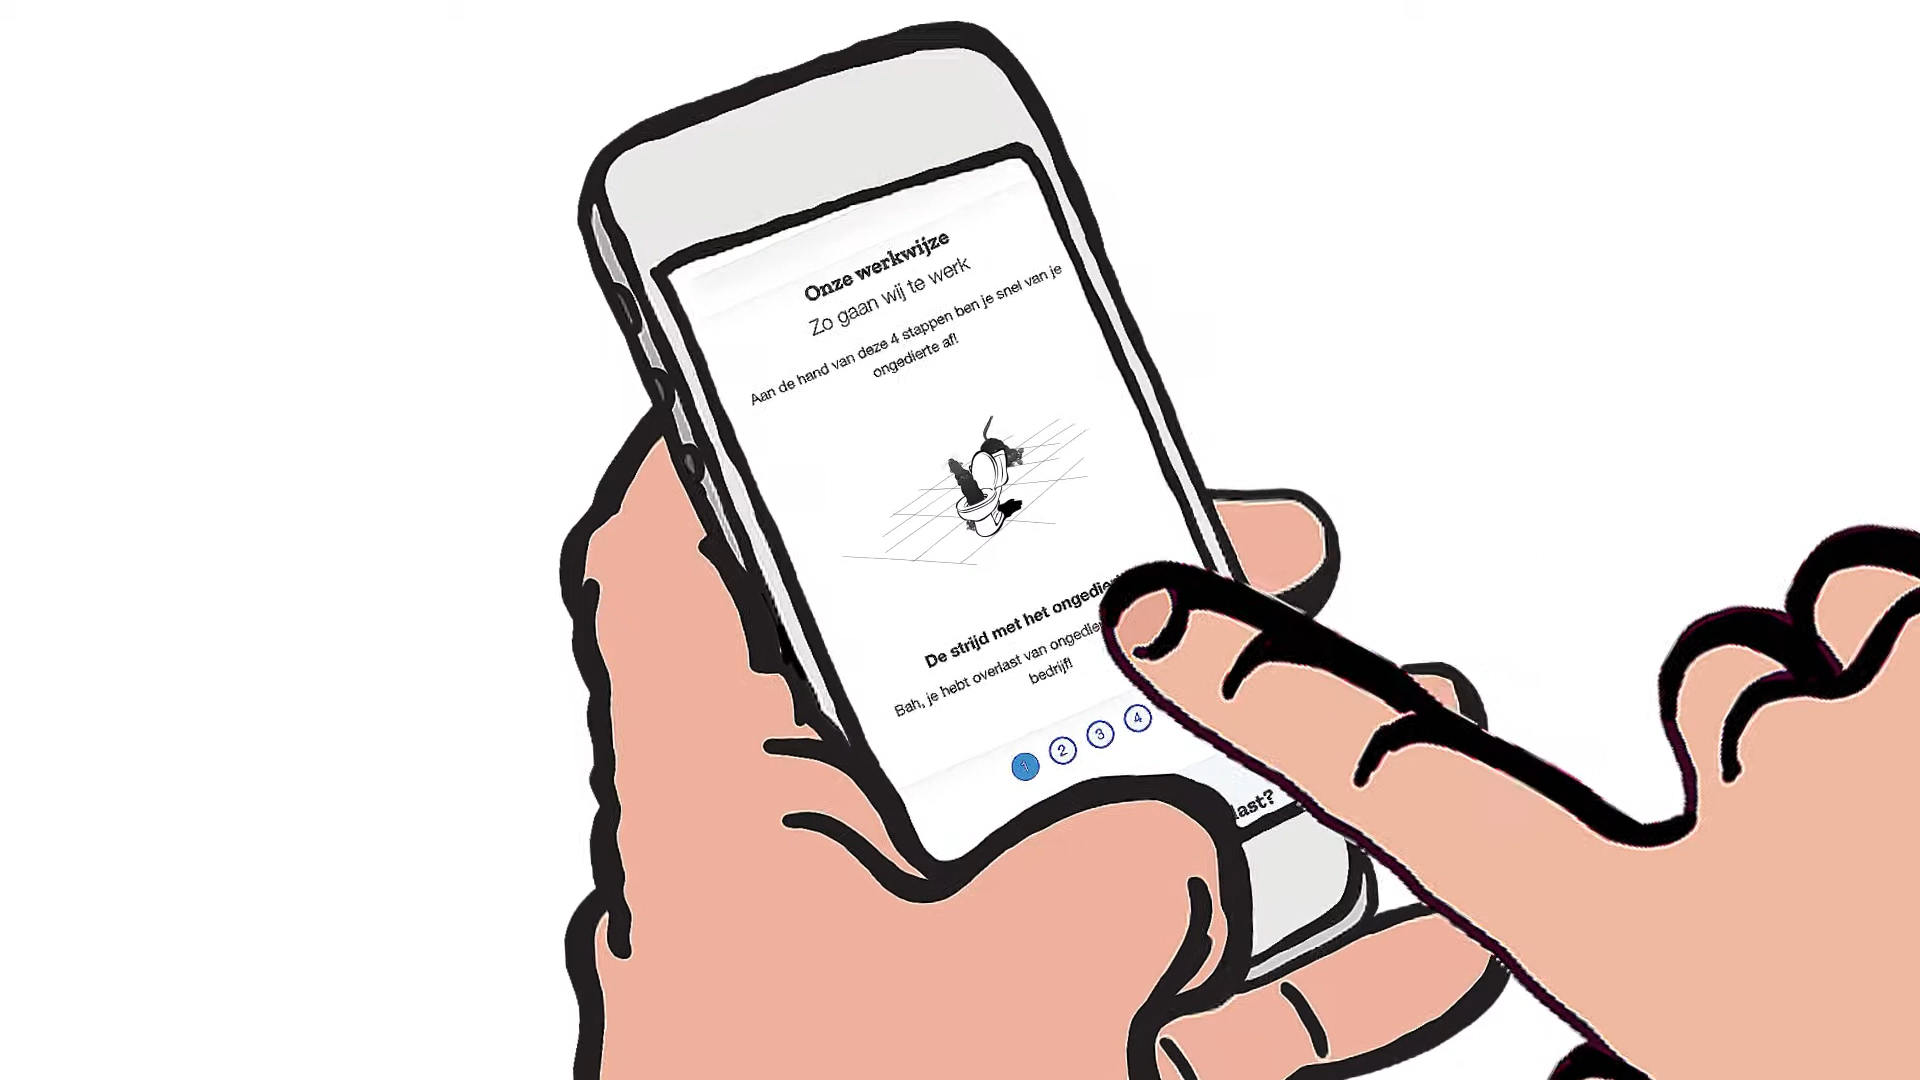 Onze werkwijze
Zo gaan wij te werk
Aan de hand van deze 4 stappen ben je snel van je
ongedierte af!
De strijd met het
Bah, je hebt overlast van
bedrijf!
1 2 3 4